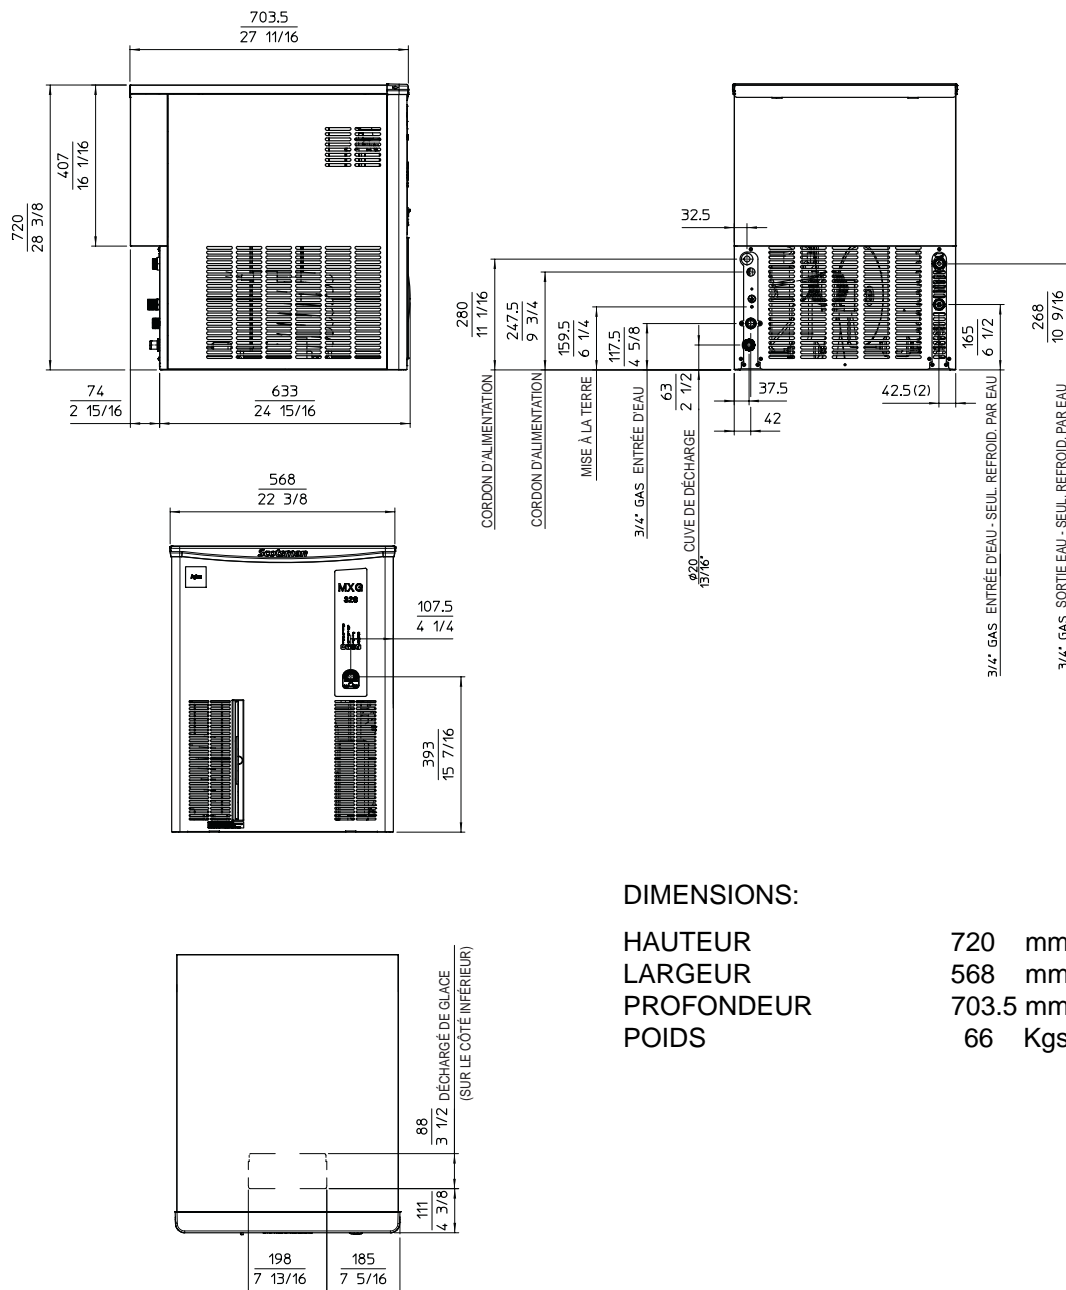 703.5
27 11/16
407
16 1/16
720
28 3/8
74
2 15/16
633
24 15/16
32.5
280
11 1/16
247.5
9 3/4
159.5
6 1/4
117.5
4 5/8
63
2 1/2
37.5
42
42.5(2)
165
6 1/2
268
10 9/16
CORDON D'ALIMENTATION
CORDON D'ALIMENTATION
MISE À LA TERRE
3/4" GAS ENTRÉE D'EAU
ø20 CUVE DE DÉCHARGE
13/16"
3/4" GAS ENTRÉE D'EAU - SEUL. REFROID. PAR EAU
3/4" GAS SORTIE EAU - SEUL. REFROID. PAR EAU
568
22 3/8
Scotsman
MXG
328
107.5
4 1/4
393
15 7/16
DIMENSIONS:
HAUTEUR 720 mm
LARGEUR 568 mm
PROFONDEUR 703.5 mm
POIDS 66 Kgs
88
3 1/2
DÉCHARGÉ DE GLACE
(SUR LE CÔTÉ INFÉRIEUR)
111
4 3/8
198
7 13/16
185
7 5/16